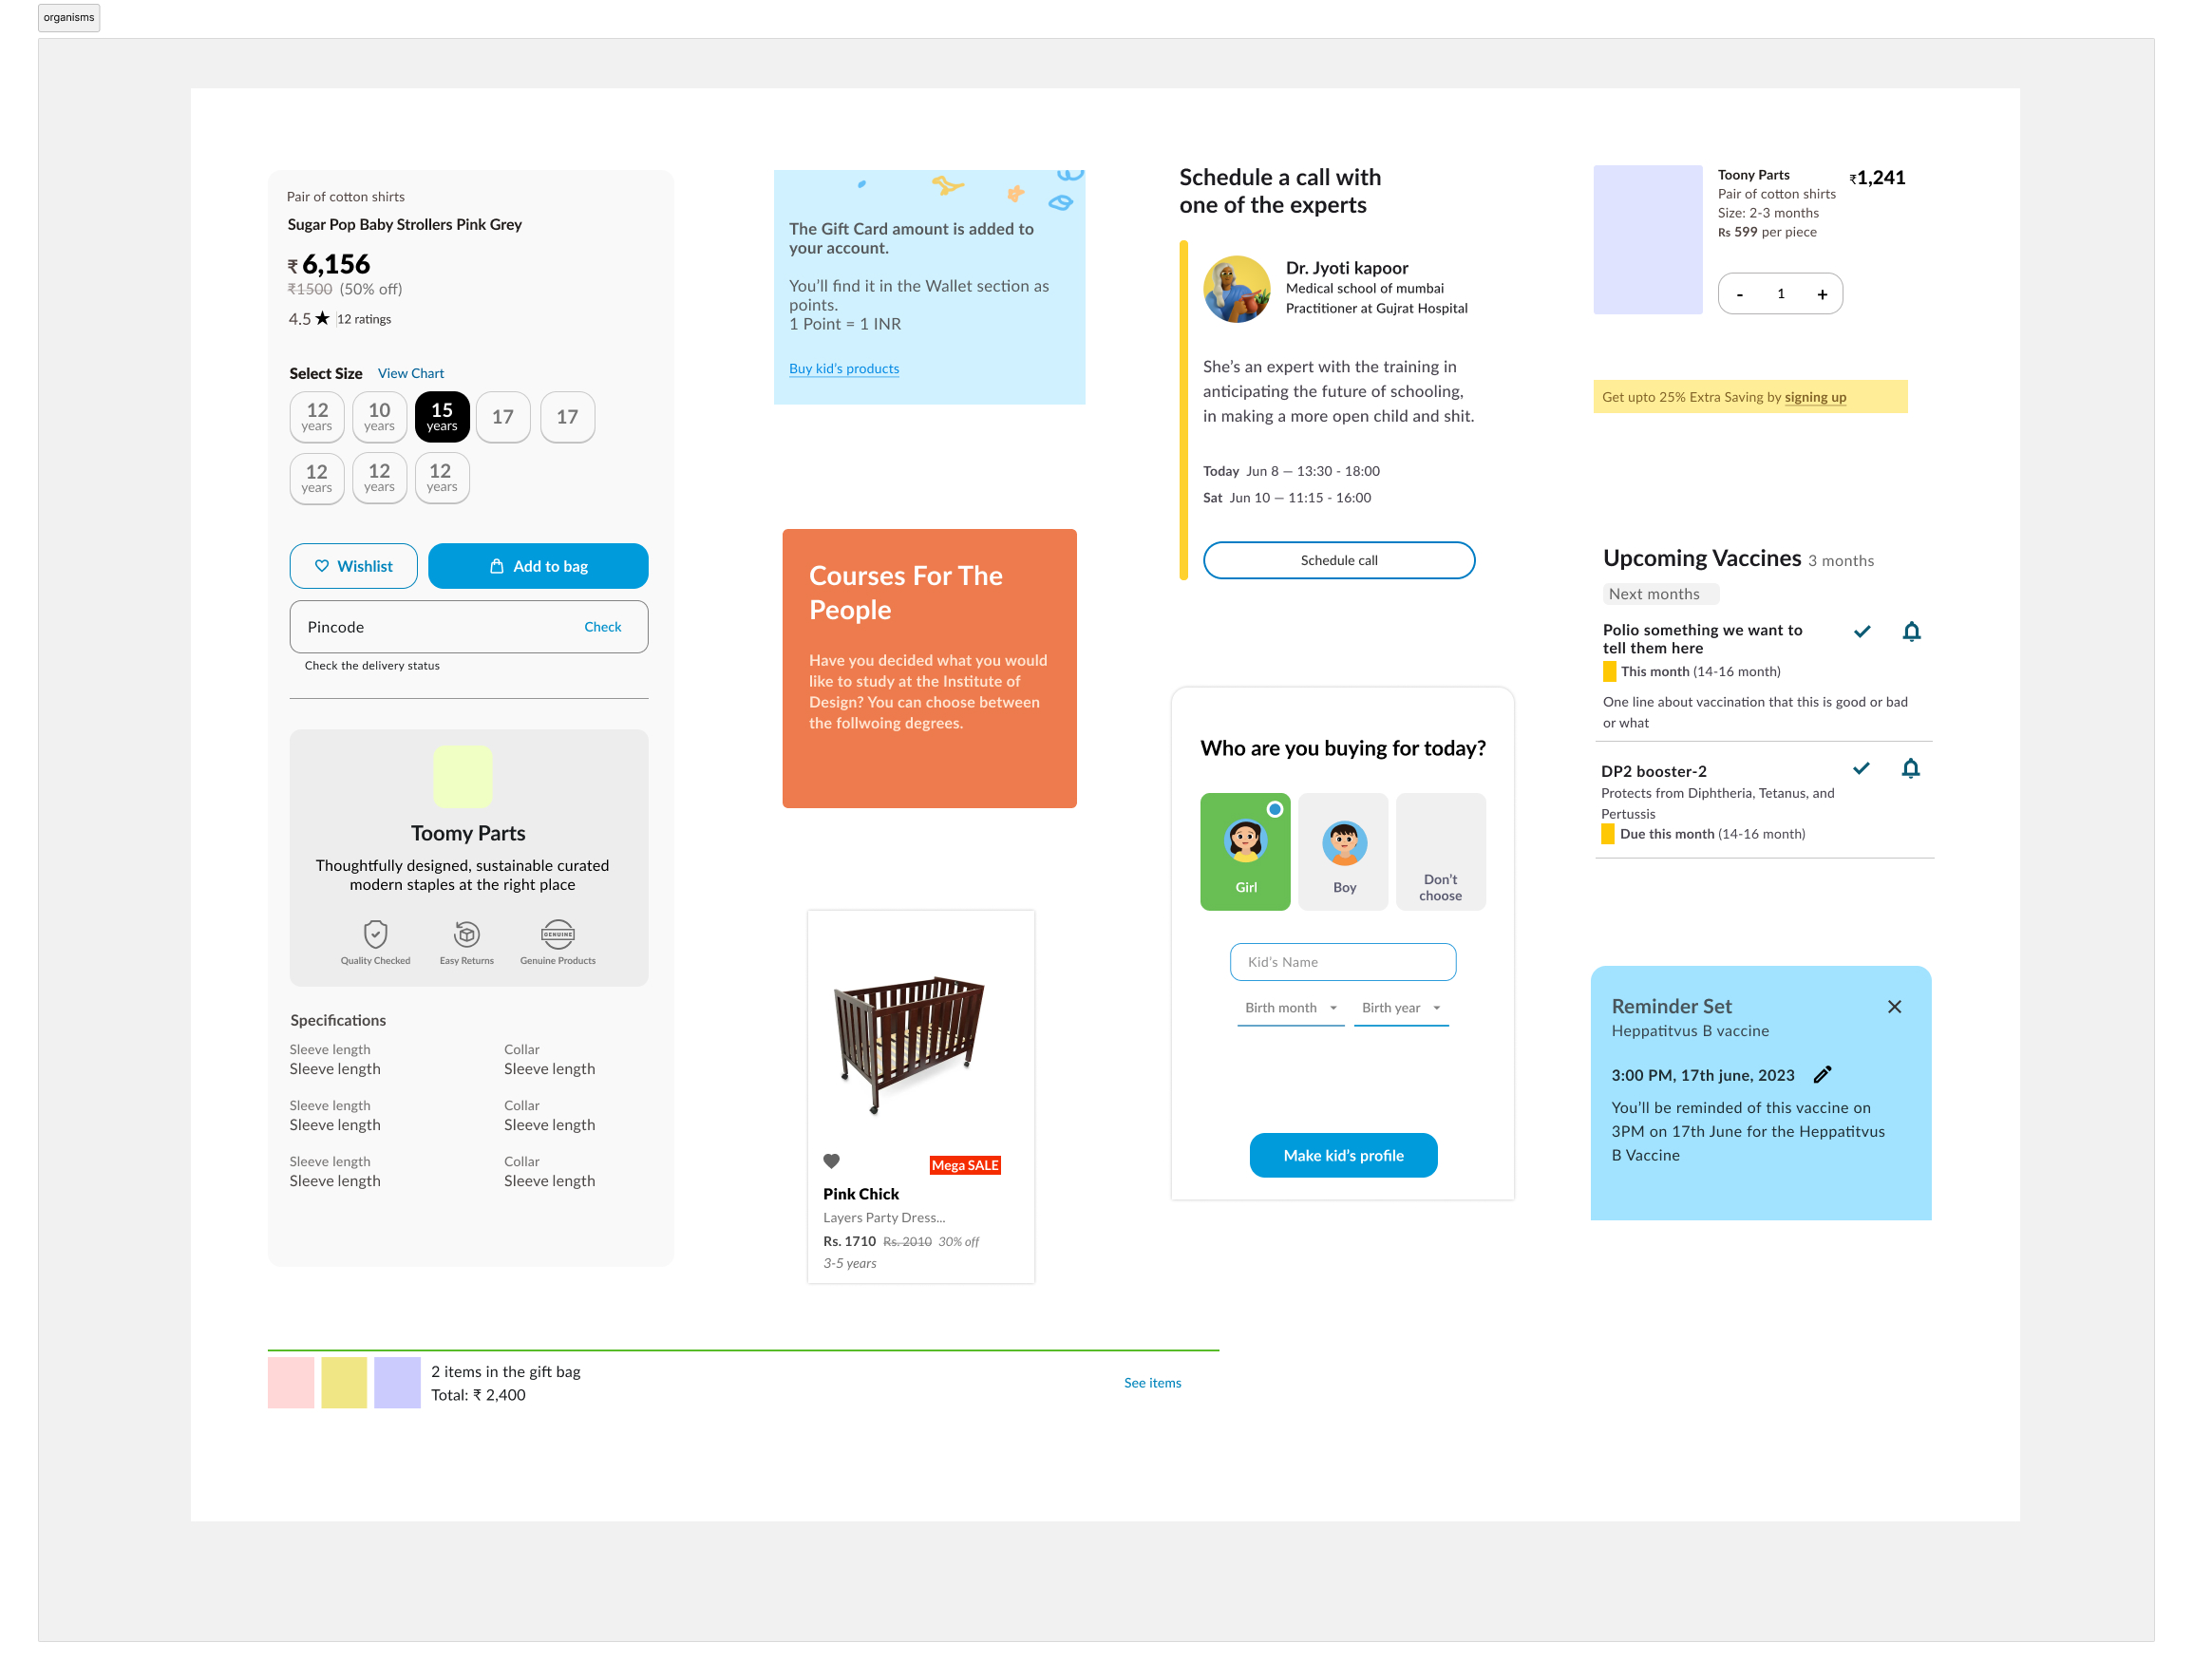 organisms
Pair of cotton shirts
Sugar Pop Baby Strollers Pink Grey
₹ 6,156
₹1500 (50% off)
4.5 ★ 12 ratings
Select Size View Chart
12 years
10 years
15 years
17
17
12 years
12 years
12 years
Wishlist
Add to bag
Pincode Check
Check the delivery status
Toomy Parts
Thoughtfully designed, sustainable curated
modern staples at the right place
GENUINE
Quality Checked Easy Returns Genuine Products
Specifications
Sleeve length Collar
Sleeve length Sleeve length
Sleeve length Collar
Sleeve length Sleeve length
Sleeve length Collar
Sleeve length Sleeve length
The Gift Card amount is added to
your account.
You’ll find it in the Wallet section as
points.
1 Point = 1 INR
Buy kid’s products
Courses For The
People
Have you decided what you would
like to study at the Institute of
Design? You can choose between
the follwoing degrees.
Mega SALE
Pink Chick
Layers Party Dress...
Rs. 1710 Rs. 2010 30% off
3-5 years
Schedule a call with
one of the experts
Dr. Jyoti kapoor
Medical school of mumbai
Practitioner at Gujrat Hospital
She’s an expert with the training in
anticipating the future of schooling,
in making a more open child and shit.
Today Jun 8 — 13:30 - 18:00
Sat Jun 10 — 11:15 - 16:00
Schedule call
Who are you buying for today?
Girl
Boy
Don’t
choose
Kid’s Name
Birth month Birth year
Make kid’s profile
Toony Parts ₹1,241
Pair of cotton shirts
Size: 2-3 months
Rs 599 per piece
- 1 +
Get upto 25% Extra Saving by signing up
Upcoming Vaccines 3 months
Next months
Polio something we want to
tell them here
This month (14-16 month)
One line about vaccination that this is good or bad
or what
DP2 booster-2
Protects from Diphtheria, Tetanus, and
Pertussis
Due this month (14-16 month)
Reminder Set
Heppatitvus B vaccine
3:00 PM, 17th june, 2023
You’ll be reminded of this vaccine on
3PM on 17th June for the Heppatitvus
B Vaccine
2 items in the gift bag
Total: ₹ 2,400
See items